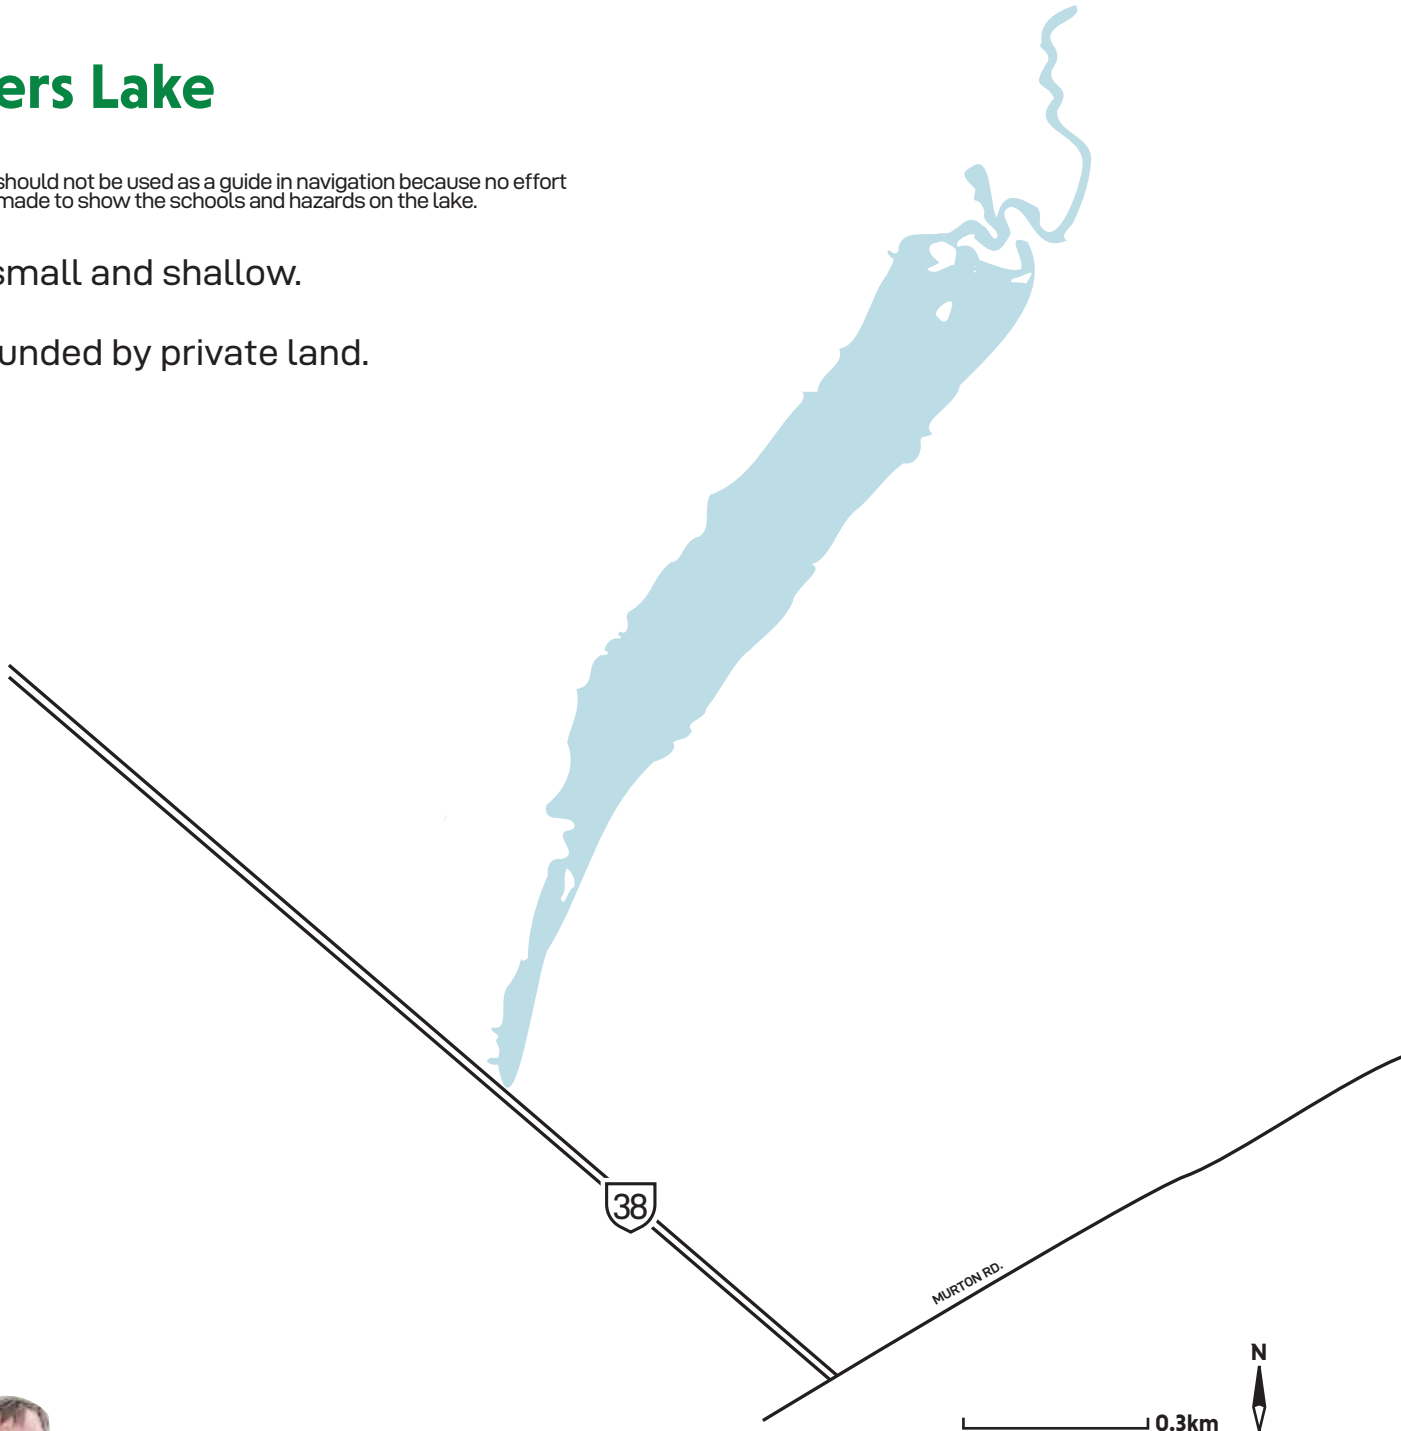 ers Lake
should not be used as a guide in navigation because no effort
made to show the schools and hazards on the lake.
small and shallow.
unded by private land.
38
MURTON RD.
N
0.3km